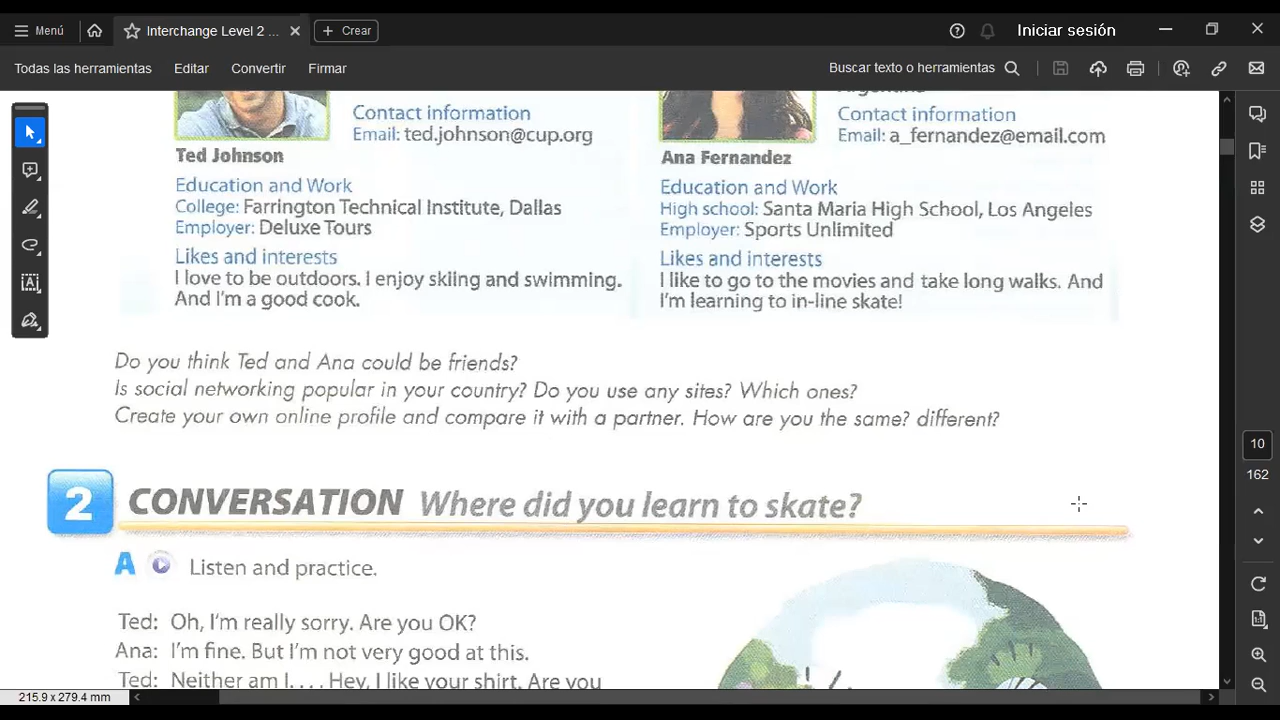 Menú
Interchange Level 2 ...
Crear
Iniciar sesión
Todas las herramientas
Editar
Convertir
Firmar
Buscar texto o herramientas
Contact information
Email: ted.johnson@cup.org
Ted Johnson
Education and Work
College: Farrington Technical Institute, Dallas
Employer: Deluxe Tours
Likes and interests
I love to be outdoors. I enjoy skiing and swimming.
And I'm a good cook.
Argentina
Contact information
Email: a_fernandez@email.com
Ana Fernandez
Education and Work
High school: Santa Maria High School, Los Angeles
Employer: Sports Unlimited
Likes and interests
I like to go to the movies and take long walks. And
I'm learning to in-line skate!
Do you think Ted and Ana could be friends?
Is social networking popular in your country? Do you use any sites? Which ones?
Create your own online profile and compare it with a partner. How are you the same? different?
2 CONVERSATION Where did you learn to skate?
A Listen and practice.
Ted: Oh, I'm really sorry. Are you OK?
Ana: I'm fine. But I'm not very good at this.
Ted: Neither am I. . . . Hey, I like your shirt. Are you
10
162
215.9 x 279.4 mm